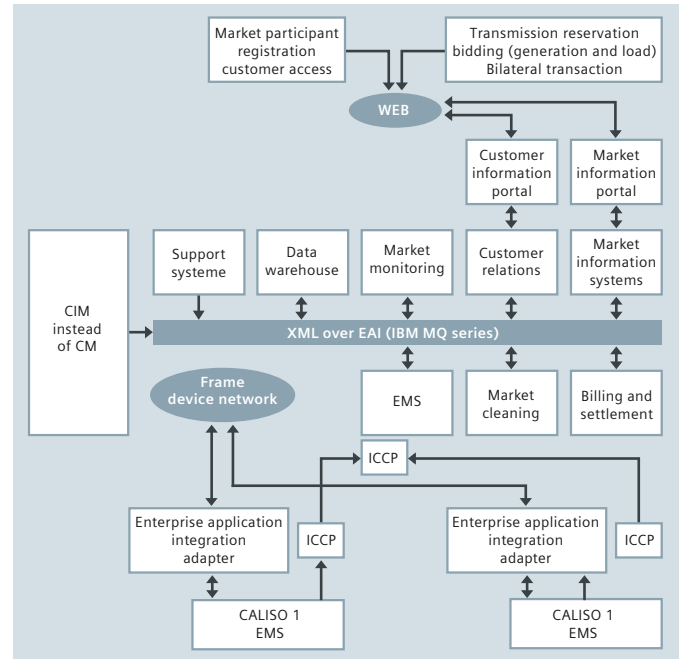 Market participant
registration
customer access
Transmission reservation
bidding (generation and load)
Bilateral transaction
WEB
Customer
information
portal
Market
information
portal
CIM
instead
of CM
Support
systeme
Data
warehouse
Market
monitoring
Customer
relations
Market
information
systems
XML over EAI (IBM MQ series)
Frame
device network
EMS
Market
cleaning
Billing and
settlement
ICCP
Enterprise application
integration
adapter
ICCP
Enterprise application
integration
adapter
ICCP
CALISO 1
EMS
CALISO 1
EMS